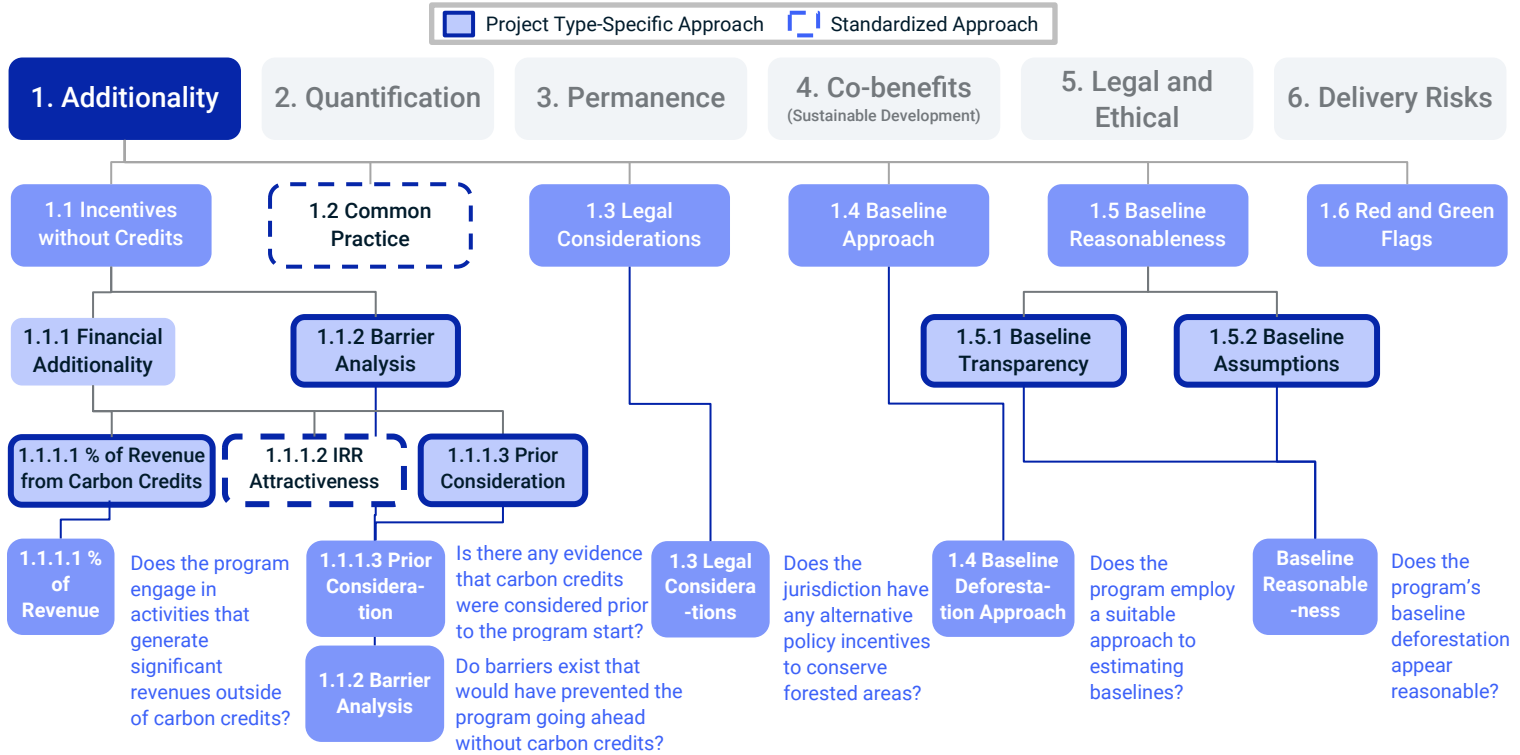 Project Type-Specific Approach
Standardized Approach
1. Additionality
2. Quantification
3. Permanence
4. Co-benefits
(Sustainable Development)
5. Legal and
Ethical
6. Delivery Risks
1.1 Incentives
without Credits
1.2 Common
Practice
1.3 Legal
Considerations
1.4 Baseline
Approach
1.5 Baseline
Reasonableness
1.6 Red and Green
Flags
1.1.1 Financial
Additionality
1.1.2 Barrier
Analysis
1.5.1 Baseline
Transparency
1.5.2 Baseline
Assumptions
1.1.1.1 % of Revenue
from Carbon Credits
1.1.1.2 IRR
Attractiveness
1.1.1.3 Prior
Consideration
1.1.1.1 %
of
Revenue
Does the program
engage in
activities that
generate
significant
revenues outside
of carbon credits?
1.1.1.3 Prior
Considera-
tion
Is there any evidence
that carbon credits
were considered prior
to the program start?
1.1.2 Barrier
Analysis
Do barriers exist that
would have prevented the
program going ahead
without carbon credits?
1.3 Legal
Considera
-tions
Does the
jurisdiction have
any alternative
policy incentives
to conserve
forested areas?
1.4 Baseline
Deforesta-
tion Approach
Does the
program employ
a suitable
approach to
estimating
baselines?
Baseline
Reasonable
-ness
Does the
program’s
baseline
deforestation
appear
reasonable?